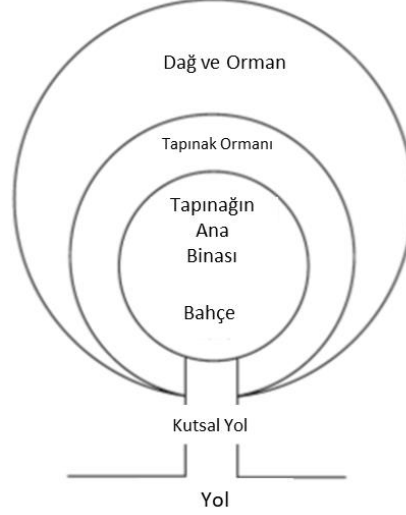 Dağ ve Orman
Tapınak Ormanı
Tapınağın
Ana
Binası
Bahçe
Kutsal Yol
Yol